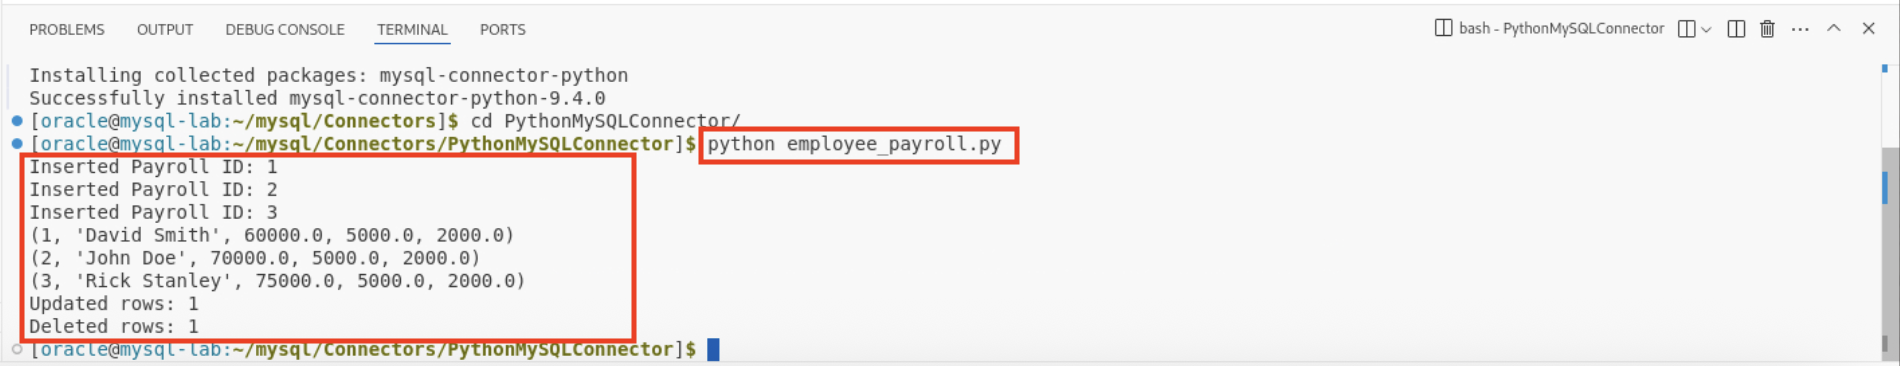 PROBLEMS OUTPUT DEBUG CONSOLE TERMINAL PORTS bash - PythonMySQLConnector
Installing collected packages: mysql-connector-python
Successfully installed mysql-connector-python-9.4.0
[oracle@mysql-lab:~/mysql/Connectors]$ cd PythonMySQLConnector/
[oracle@mysql-lab:~/mysql/Connectors/PythonMySQLConnector]$ python employee_payroll.py
Inserted Payroll ID: 1
Inserted Payroll ID: 2
Inserted Payroll ID: 3
(1, 'David Smith', 60000.0, 5000.0, 2000.0)
(2, 'John Doe', 70000.0, 5000.0, 2000.0)
(3, 'Rick Stanley', 75000.0, 5000.0, 2000.0)
Updated rows: 1
Deleted rows: 1
[oracle@mysql-lab:~/mysql/Connectors/PythonMySQLConnector]$